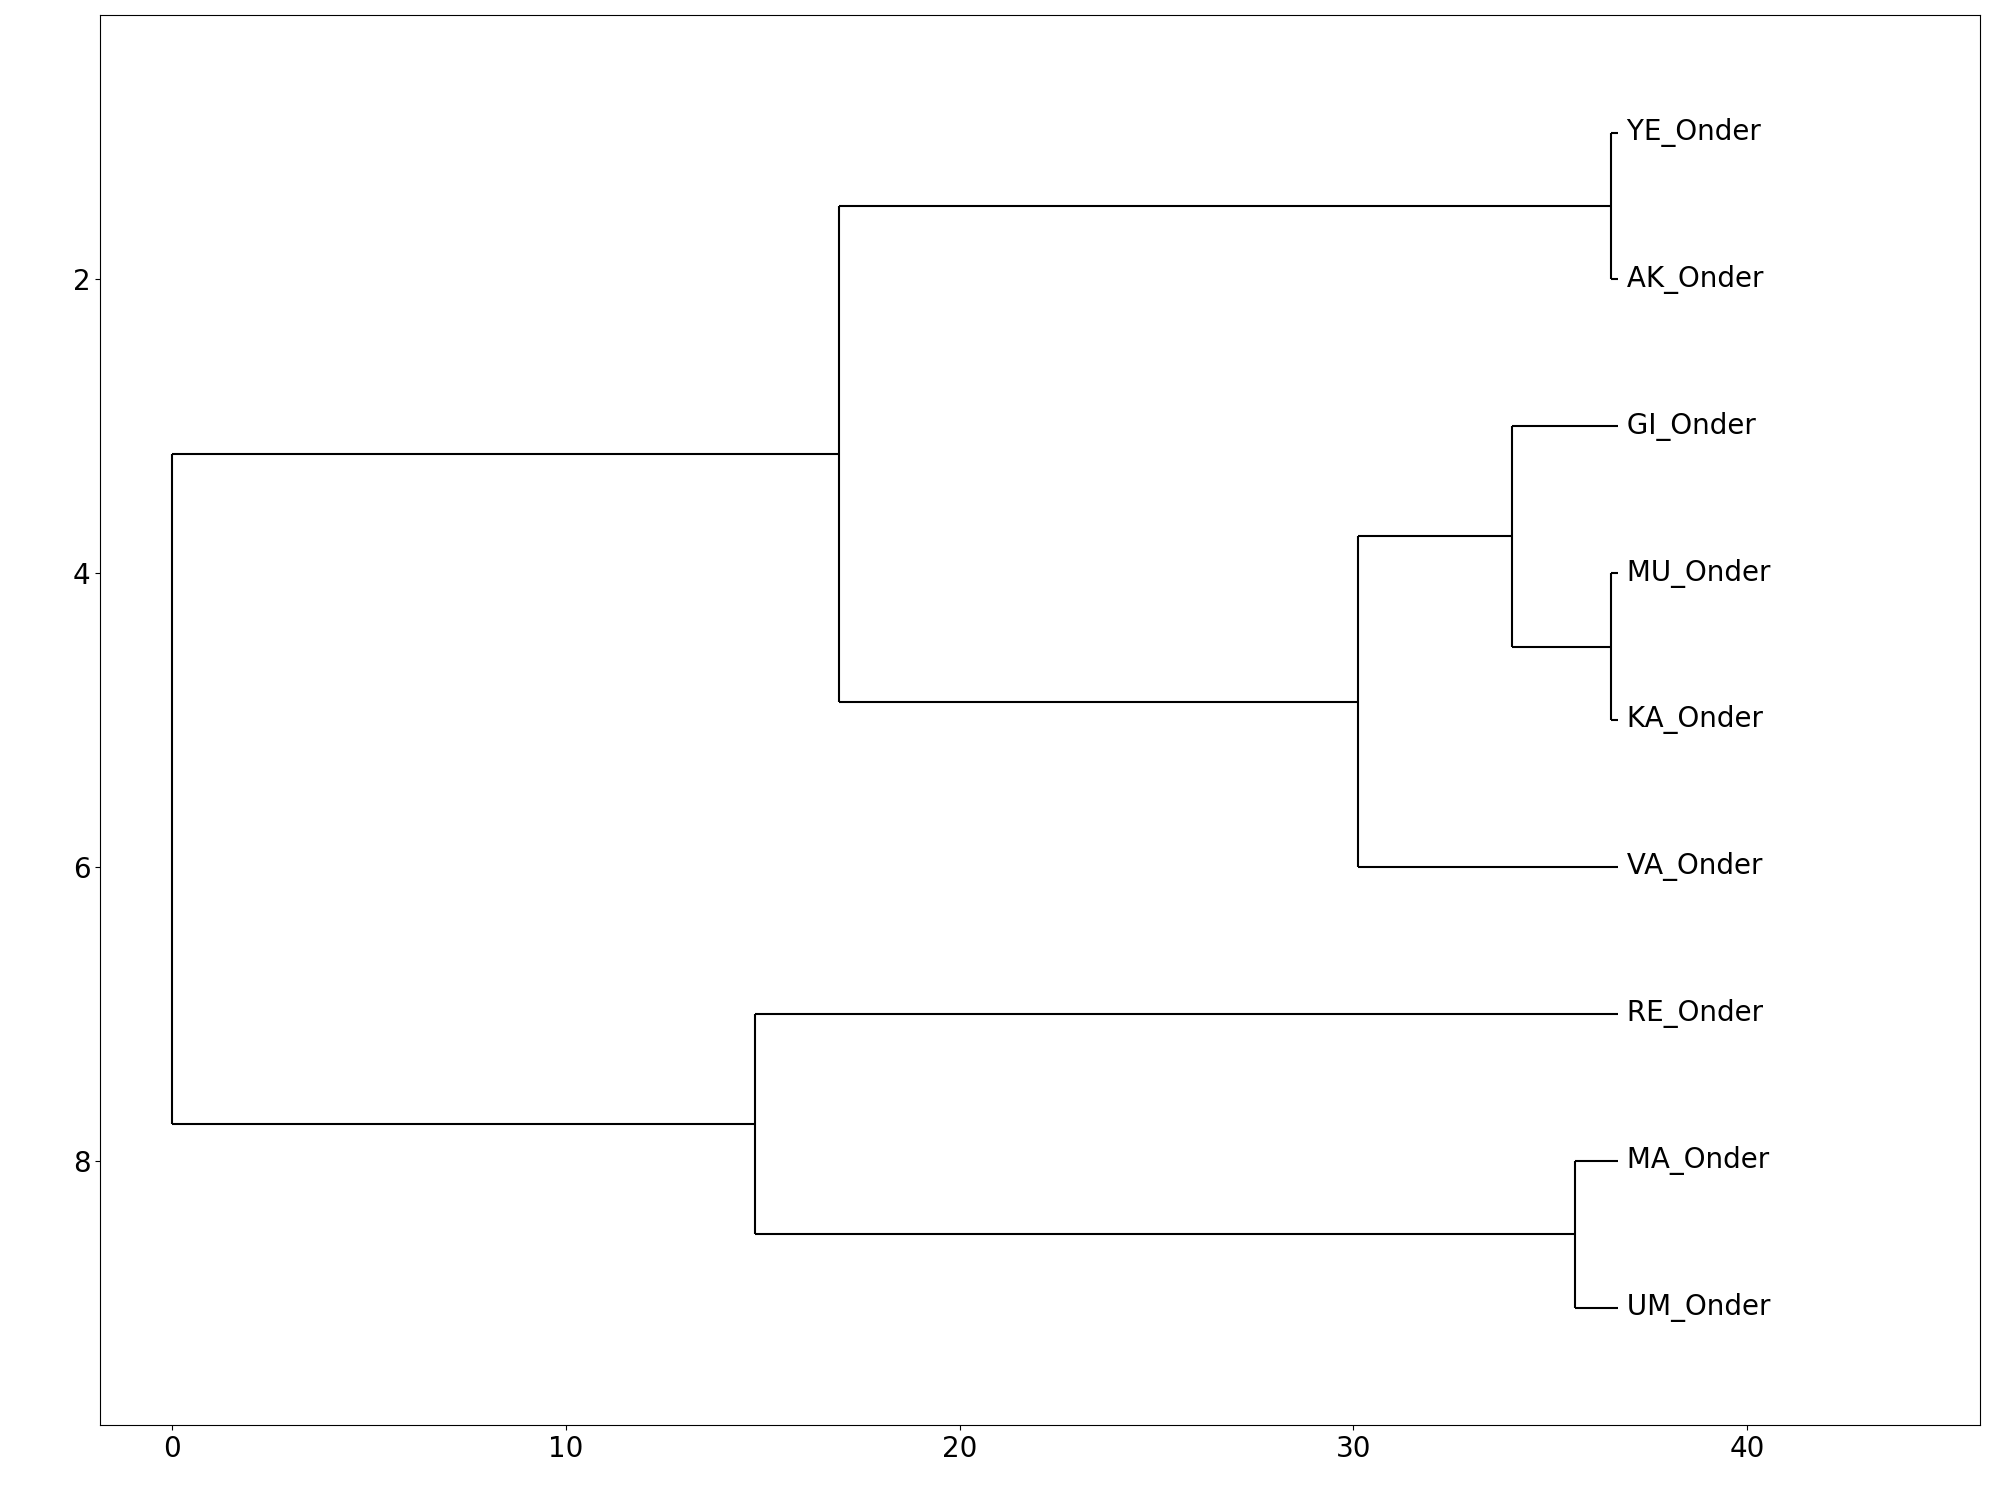 YE_Onder
2 AK_Onder
GI_Onder
4 MU_Onder
KA_Onder
6 VA_Onder
RE_Onder
8 MA_Onder
UM_Onder
0 10 20 30 40